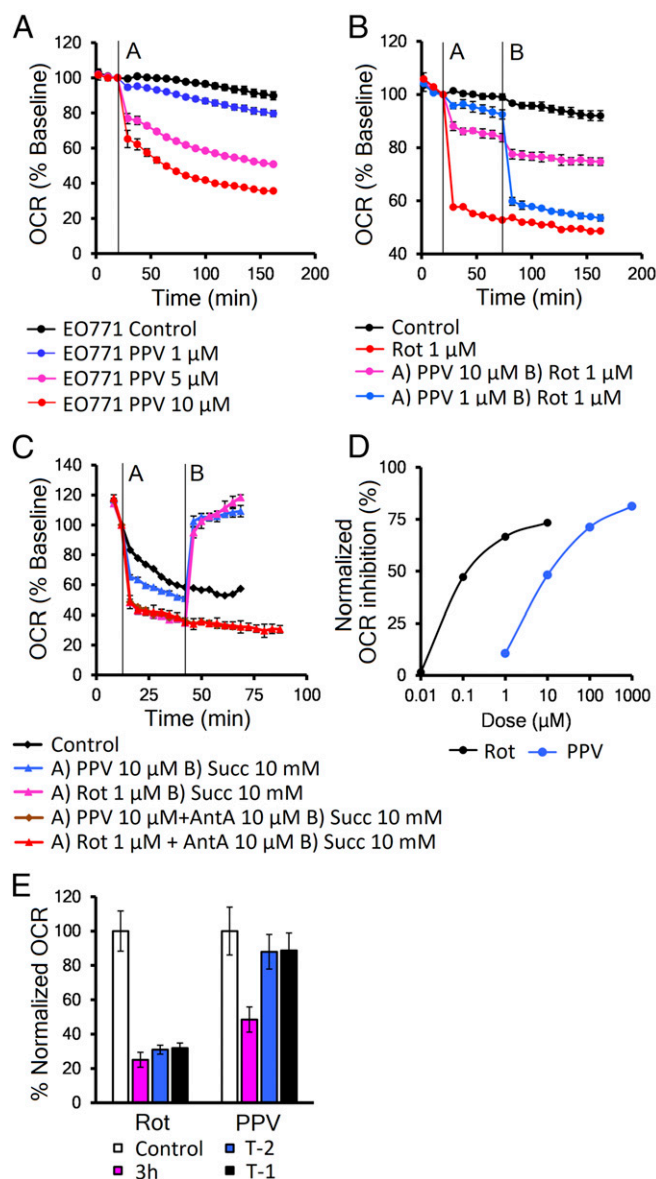 A
120
100
80
60
40
20
0
OCR (% Baseline)
A
0 50 100 150 200
Time (min)
EO771 Control
EO771 PPV 1 µM
EO771 PPV 5 µM
EO771 PPV 10 µM
B
120
100
80
60
40
OCR (% Baseline)
A B
0 50 100 150 200
Time (min)
Control
Rot 1 µM
A) PPV 10 µM B) Rot 1 µM
A) PPV 1 µM B) Rot 1 µM
C
140
120
100
80
60
40
20
0
OCR (% Baseline)
A B
0 25 50 75 100
Time (min)
Control
A) PPV 10 µM B) Succ 10 mM
A) Rot 1 µM B) Succ 10 mM
A) PPV 10 µM+AntA 10 µM B) Succ 10 mM
A) Rot 1 µM + AntA 10 µM B) Succ 10 mM
D
100
75
50
25
0
Normalized
OCR inhibition (%)
0.01 0.1 1 10 100 1000
Dose (µM)
Rot PPV
E
120
100
80
60
40
20
0
% Normalized OCR
Rot PPV
Control T-2
3h T-1